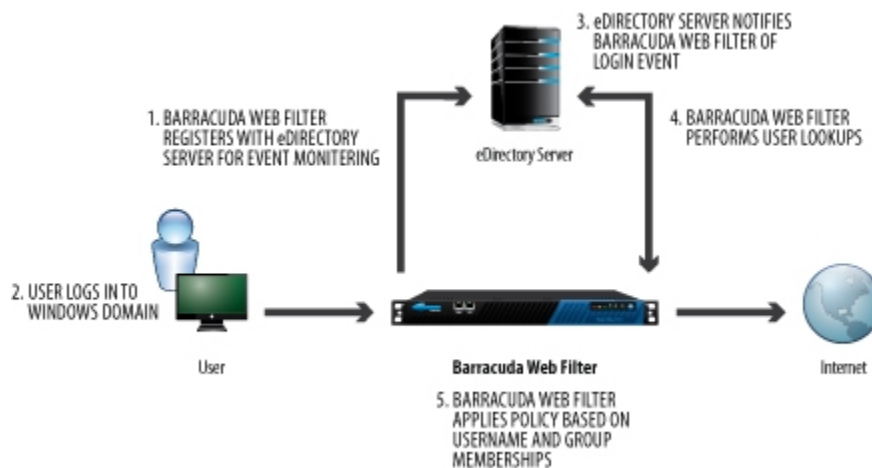 3. eDIRECTORY SERVER NOTIFIES
BARRACUDA WEB FILTER OF
LOGIN EVENT
1. BARRACUDA WEB FILTER
REGISTERS WITH eDIRECTORY
SERVER FOR EVENT MONITERING
4. BARRACUDA WEB FILTER
PERFORMS USER LOOKUPS
eDirectory Server
2. USER LOGS IN TO
WINDOWS DOMAIN
User
Barracuda Web Filter
Internet
5. BARRACUDA WEB FILTER
APPLIES POLICY BASED ON
USERNAME AND GROUP
MEMBERSHIPS